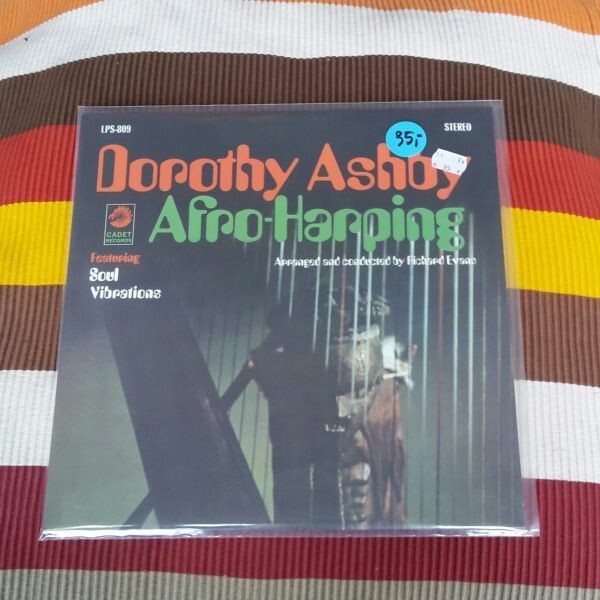 LPS-809
STEREO
35,-
Dorothy Ashby
Afro-Harping
CADET
RECORDS
Arranged and conducted by Richard Evans
Featuring
Soul
Vibrations